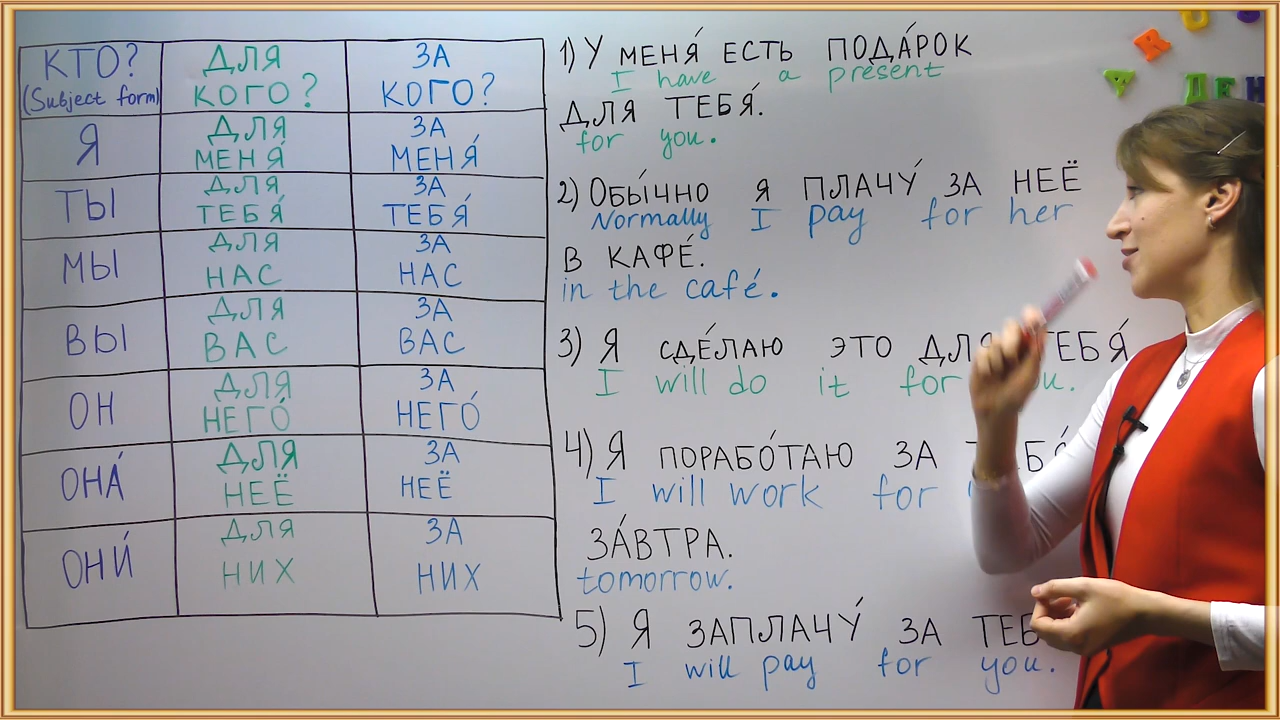 КТО?
(Subject form)
ДЛЯ
КОГО?
ЗА
КОГО?
Я
ДЛЯ
МЕНЯ́
ЗА
МЕНЯ́
ТЫ
ДЛЯ
ТЕБЯ́
ЗА
ТЕБЯ́
МЫ
ДЛЯ
НАС
ЗА
НАС
ВЫ
ДЛЯ
ВАС
ЗА
ВАС
ОН
ДЛЯ
НЕГО́
ЗА
НЕГО́
ОНА́
ДЛЯ
НЕЁ
ЗА
НЕЁ
ОНИ́
ДЛЯ
НИХ
ЗА
НИХ
1) У МЕНЯ́ ЕСТЬ ПОДА́РОК
I have a present
ДЛЯ ТЕБЯ́.
for you.
2) ОБЫ́ЧНО Я ПЛАЧУ́ ЗА НЕЁ
Normally I pay for her
В КАФЕ́.
in the café.
3) Я СДЕ́ЛАЮ ЭТО ДЛЯ ТЕБЯ́
I will do it for
4) Я ПОРАБО́ТАЮ ЗА
I will work for
ЗА́ВТРА.
tomorrow.
5) Я ЗАПЛАЧУ́ ЗА ТЕБ
I will pay for you.